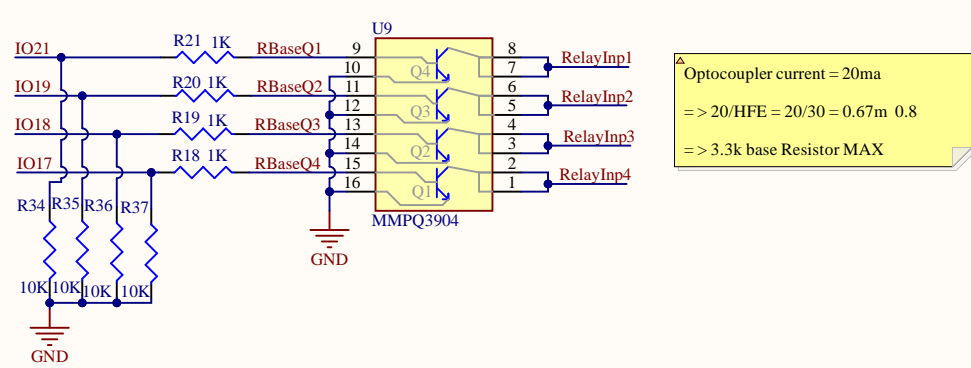 U9
IO21
R21 1K
RBaseQ1
9
8
RelayInp1
10
Q4
7
IO19
R20 1K
RBaseQ2
11
6
RelayInp2
12
Q3
5
IO18
R19 1K
RBaseQ3
13
4
RelayInp3
14
Q2
3
IO17
R18 1K
RBaseQ4
15
2
RelayInp4
16
Q1
1
MMPQ3904
R34 R35 R36 R37
GND
10K 10K 10K 10K
GND
Optocoupler current = 20ma
= > 20/HFE = 20/30 = 0.67m 0.8
= > 3.3k base Resistor MAX